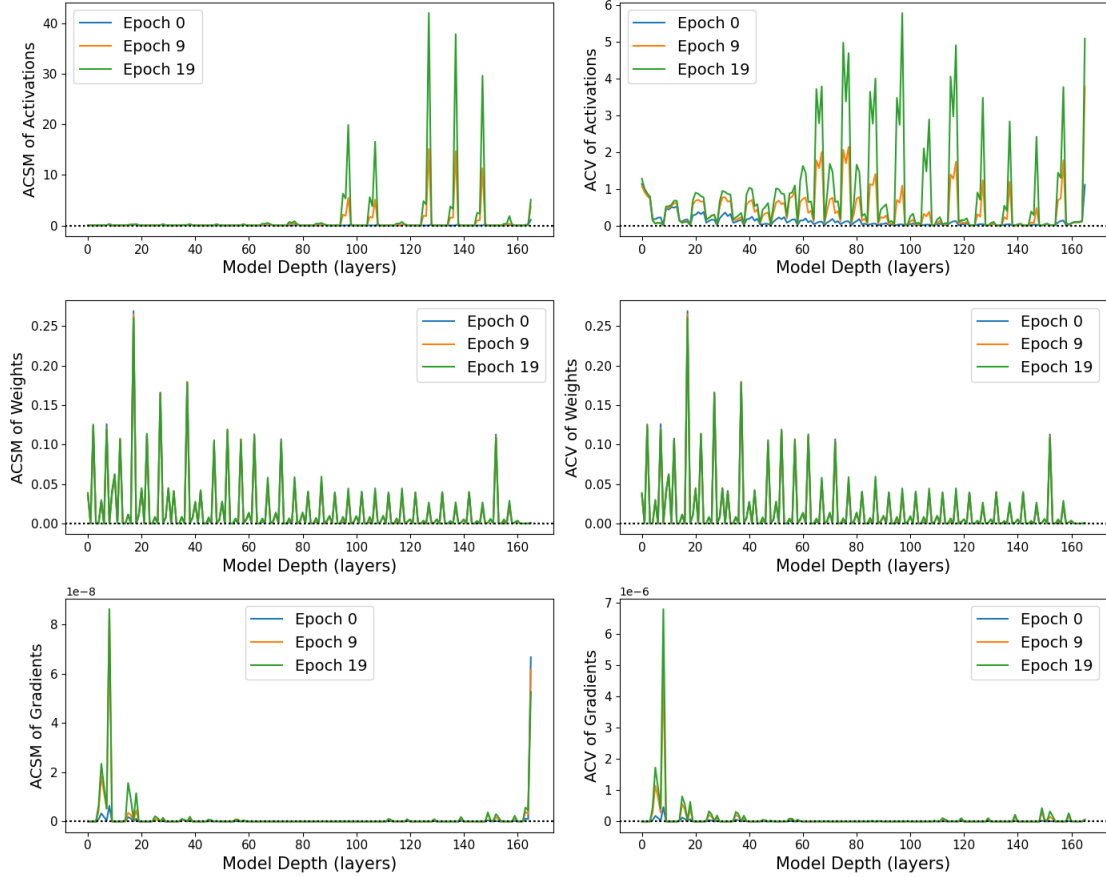 ACSM of Activations
40
30
20
10
0
Epoch 0
Epoch 9
Epoch 19
0 20 40 60 80 100 120 140 160
Model Depth (layers)
ACV of Activations
6
5
4
3
2
1
0
Epoch 0
Epoch 9
Epoch 19
0 20 40 60 80 100 120 140 160
Model Depth (layers)
ACSM of Weights
0.25
0.20
0.15
0.10
0.05
0.00
Epoch 0
Epoch 9
Epoch 19
0 20 40 60 80 100 120 140 160
Model Depth (layers)
ACV of Weights
0.25
0.20
0.15
0.10
0.05
0.00
Epoch 0
Epoch 9
Epoch 19
0 20 40 60 80 100 120 140 160
Model Depth (layers)
1e−8
ACSM of Gradients
8
6
4
2
0
Epoch 0
Epoch 9
Epoch 19
0 20 40 60 80 100 120 140 160
Model Depth (layers)
1e−6
ACV of Gradients
7
6
5
4
3
2
1
0
Epoch 0
Epoch 9
Epoch 19
0 20 40 60 80 100 120 140 160
Model Depth (layers)